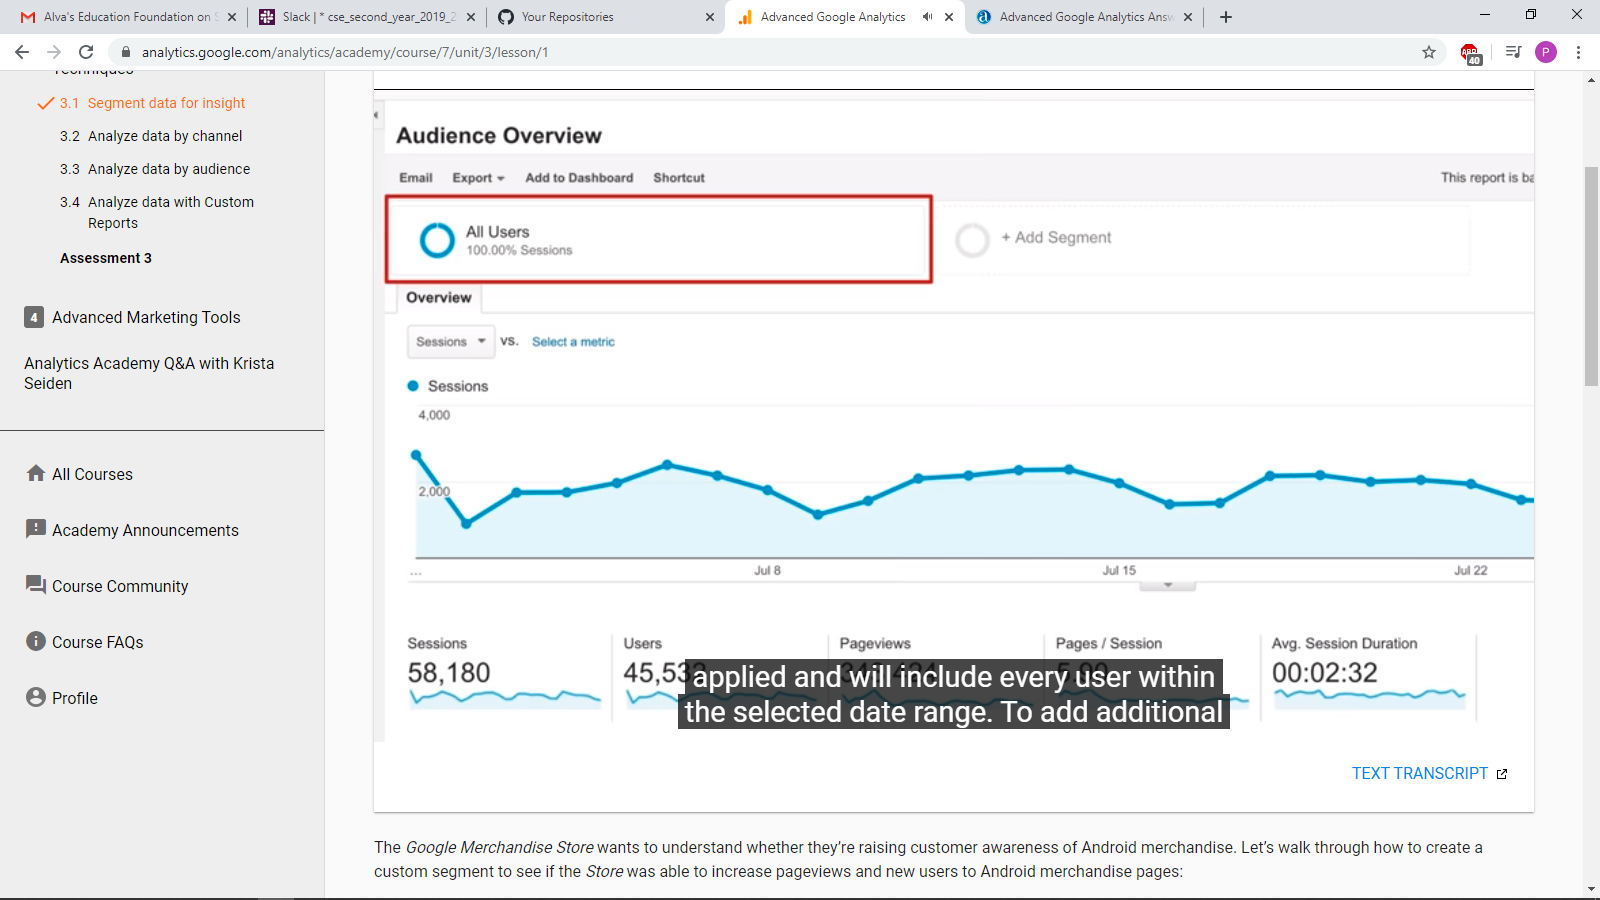 Alva's Education Foundation on S
Slack | * cse_second_year_2019_2
Your Repositories
Advanced Google Analytics
Advanced Google Analytics Answ
analytics.google.com/analytics/academy/course/7/unit/3/lesson/1
40
P
Techniques
3.1 Segment data for insight
3.2 Analyze data by channel
3.3 Analyze data by audience
3.4 Analyze data with Custom
Reports
Assessment 3
4 Advanced Marketing Tools
Analytics Academy Q&A with Krista
Seiden
All Courses
Academy Announcements
Course Community
Course FAQs
Profile
Audience Overview
Email Export Add to Dashboard Shortcut
This report is ba
All Users
100.00% Sessions
+ Add Segment
Overview
Sessions VS. Select a metric
Sessions
4,000
2,000
... Jul 8 Jul 15 Jul 22
Sessions Users Pageviews Pages / Session Avg. Session Duration
58,180 45,532 00:02:32
applied and will include every user within
the selected date range. To add additional
TEXT TRANSCRIPT
The Google Merchandise Store wants to understand whether they're raising customer awareness of Android merchandise. Let's walk through how to create a
custom segment to see if the Store was able to increase pageviews and new users to Android merchandise pages: